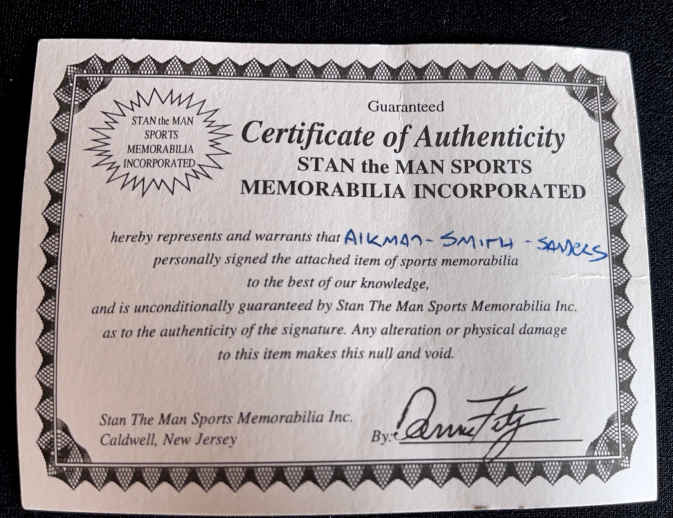 STAN the MAN
SPORTS
MEMORABILIA
INCORPORATED
Guaranteed
Certificate of Authenticity
STAN the MAN SPORTS
MEMORABILIA INCORPORATED
hereby represents and warrants that AIKMAN - SMITH - SANDERS
personally signed the attached item of sports memorabilia
to the best of our knowledge,
and is unconditionally guaranteed by Stan The Man Sports Memorabilia Inc.
as to the authenticity of the signature. Any alteration or physical damage
to this item makes this null and void.
Stan The Man Sports Memorabilia Inc.
Caldwell, New Jersey
By: